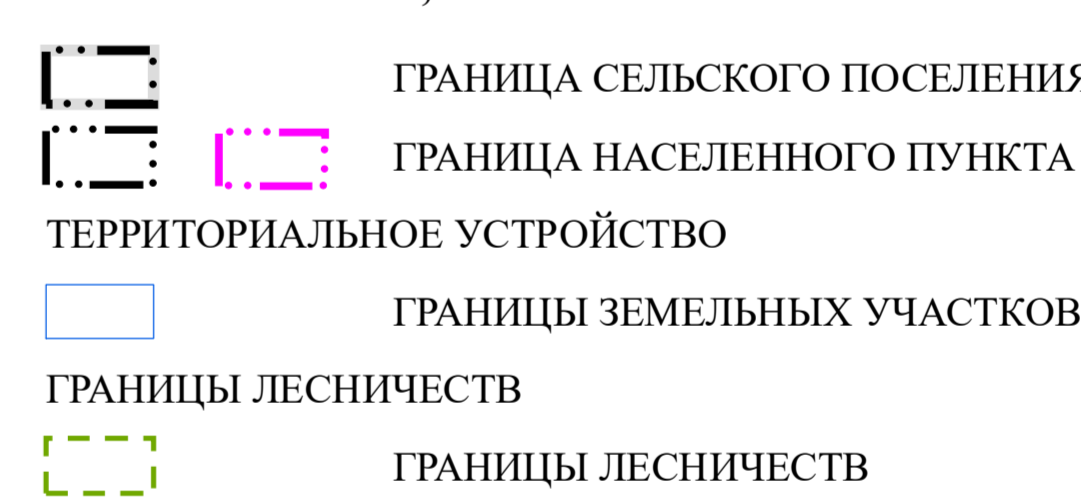 ГРАНИЦА СЕЛЬСКОГО ПОСЕЛЕНИЯ
ГРАНИЦА НАСЕЛЕННОГО ПУНКТА
ТЕРРИТОРИАЛЬНОЕ УСТРОЙСТВО
ГРАНИЦЫ ЗЕМЕЛЬНЫХ УЧАСТКОВ
ГРАНИЦЫ ЛЕСНИЧЕСТВ
ГРАНИЦЫ ЛЕСНИЧЕСТВ